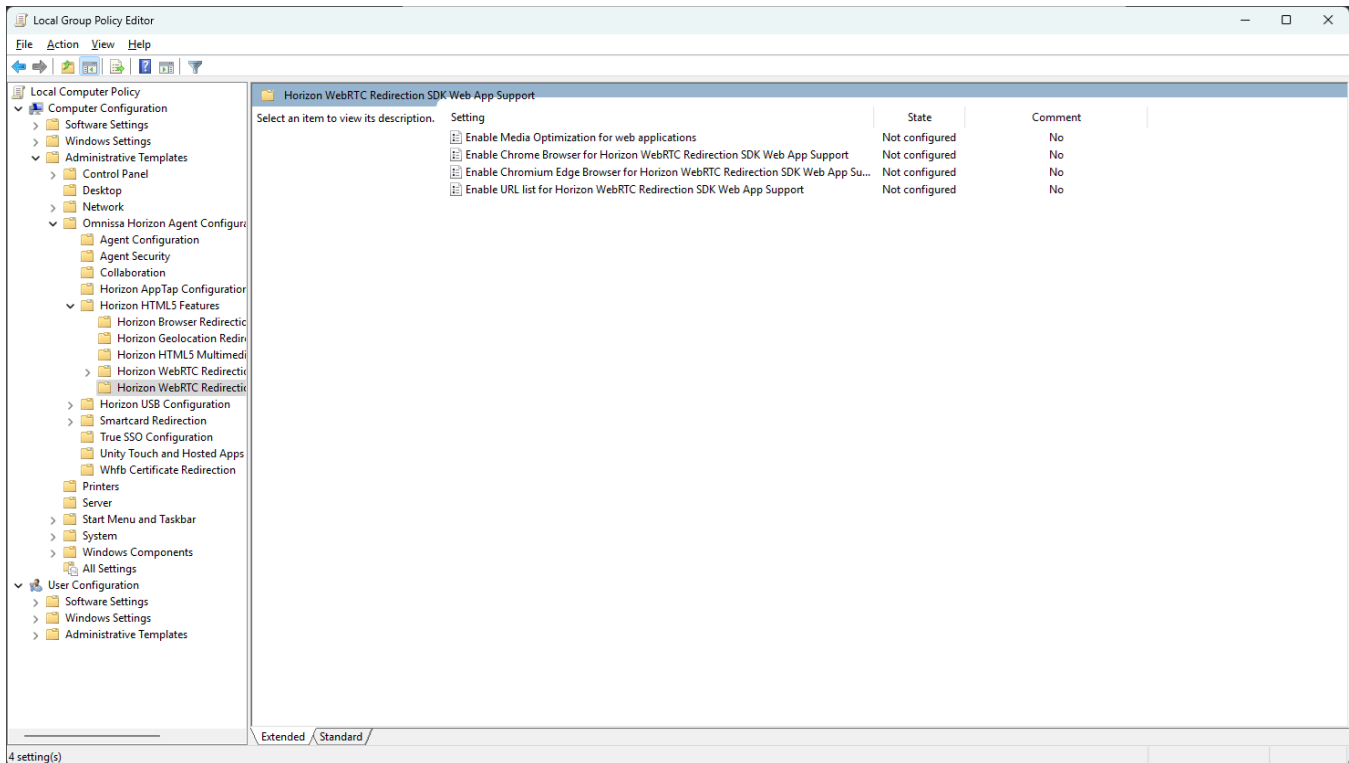 Local Group Policy Editor
File Action View Help
Local Computer Policy
Computer Configuration
Software Settings
Windows Settings
Administrative Templates
Control Panel
Desktop
Network
Omnissa Horizon Agent Configura
Agent Configuration
Agent Security
Collaboration
Horizon AppTap Configuration
Horizon HTML5 Features
Horizon Browser Redirectic
Horizon Geolocation Redire
Horizon HTML5 Multimedi
Horizon WebRTC Redirectic
Horizon WebRTC Redirectic
Horizon USB Configuration
Smartcard Redirection
True SSO Configuration
Unity Touch and Hosted Apps
Whfb Certificate Redirection
Printers
Server
Start Menu and Taskbar
System
Windows Components
All Settings
User Configuration
Software Settings
Windows Settings
Administrative Templates
Horizon WebRTC Redirection SDK Web App Support
Select an item to view its description.
Setting State Comment
Enable Media Optimization for web applications Not configured No
Enable Chrome Browser for Horizon WebRTC Redirection SDK Web App Support Not configured No
Enable Chromium Edge Browser for Horizon WebRTC Redirection SDK Web App Su... Not configured No
Enable URL list for Horizon WebRTC Redirection SDK Web App Support Not configured No
Extended Standard
4 setting(s)